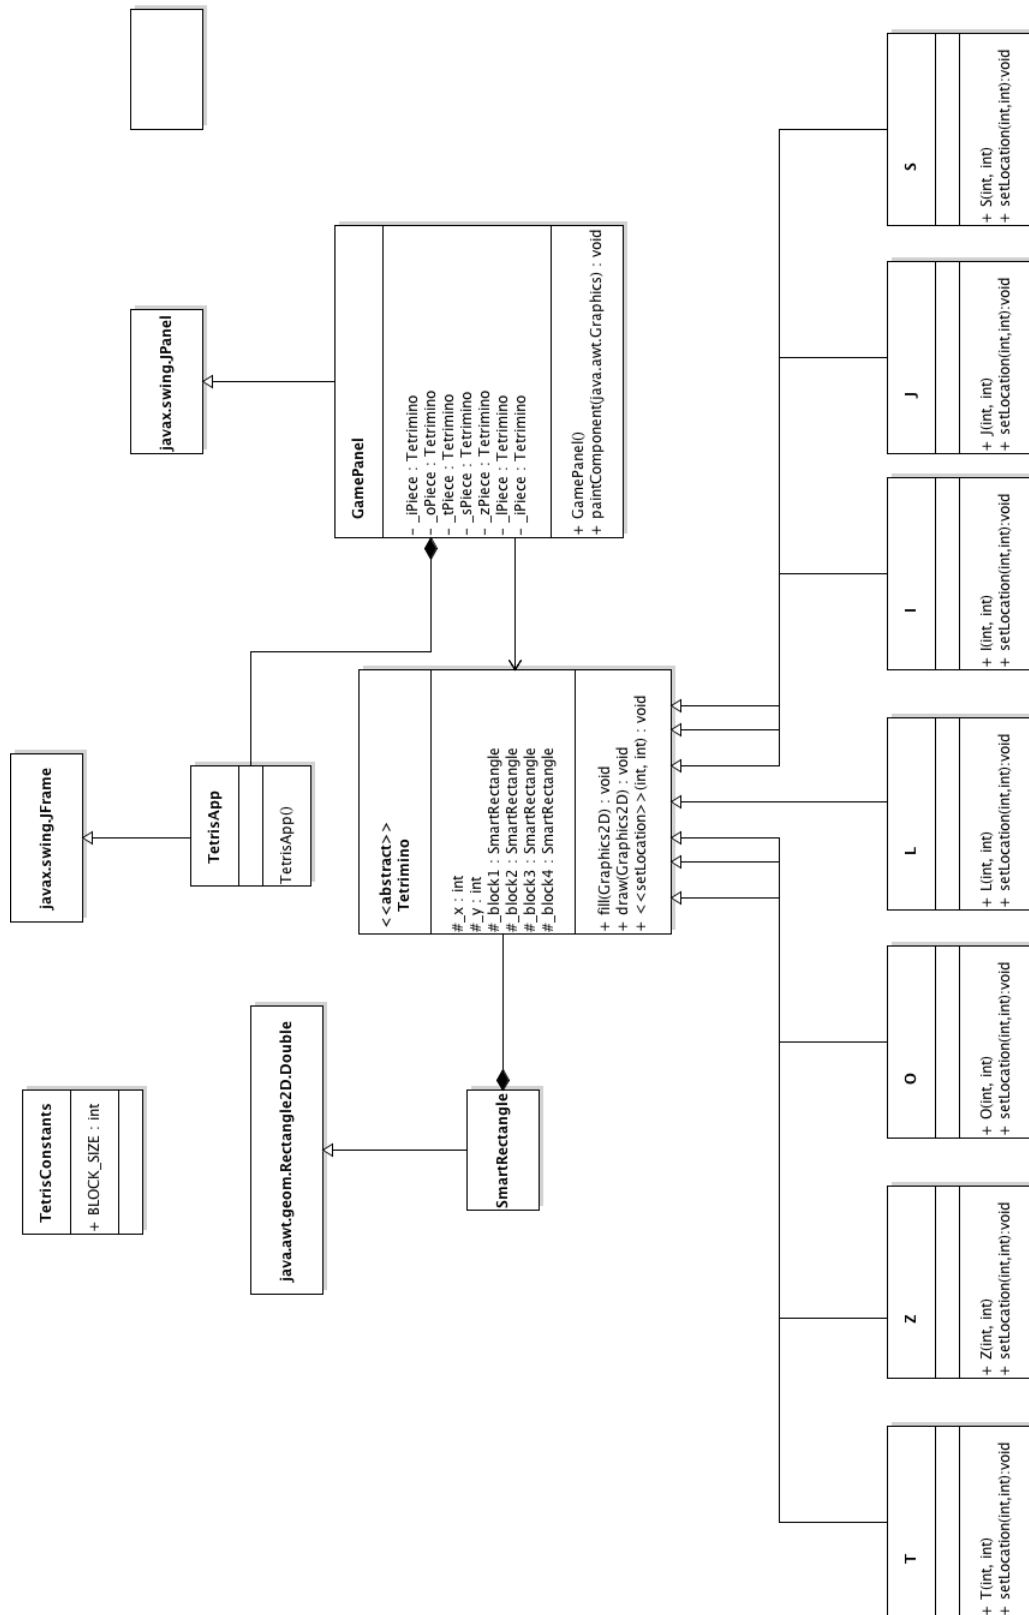 TetrisConstants
+ BLOCK_SIZE : int
javax.swing.JFrame
javax.swing.JPanel
TetrisApp
TetrisApp()
java.awt.geom.Rectangle2D.Double
GamePanel
- _iPiece : Tetrimino
- _oPiece : Tetrimino
- _tPiece : Tetrimino
- _sPiece : Tetrimino
- _zPiece : Tetrimino
- _lPiece : Tetrimino
- _iPiece : Tetrimino
+ GamePanel()
+ paintComponent(java.awt.Graphics) : void
<<abstract>>
Tetrimino
#_x : int
#_y : int
#_block1 : SmartRectangle
#_block2 : SmartRectangle
#_block3 : SmartRectangle
#_block4 : SmartRectangle
+ fill(Graphics2D) : void
+ draw(Graphics2D) : void
+ <<setLocation>>(int, int) : void
SmartRectangle
T
+ T(int, int)
+ setLocation(int,int):void
Z
+ Z(int, int)
+ setLocation(int,int):void
O
+ O(int, int)
+ setLocation(int,int):void
L
+ L(int, int)
+ setLocation(int,int):void
I
+ I(int, int)
+ setLocation(int,int):void
J
+ J(int, int)
+ setLocation(int,int):void
S
+ S(int, int)
+ setLocation(int,int):void